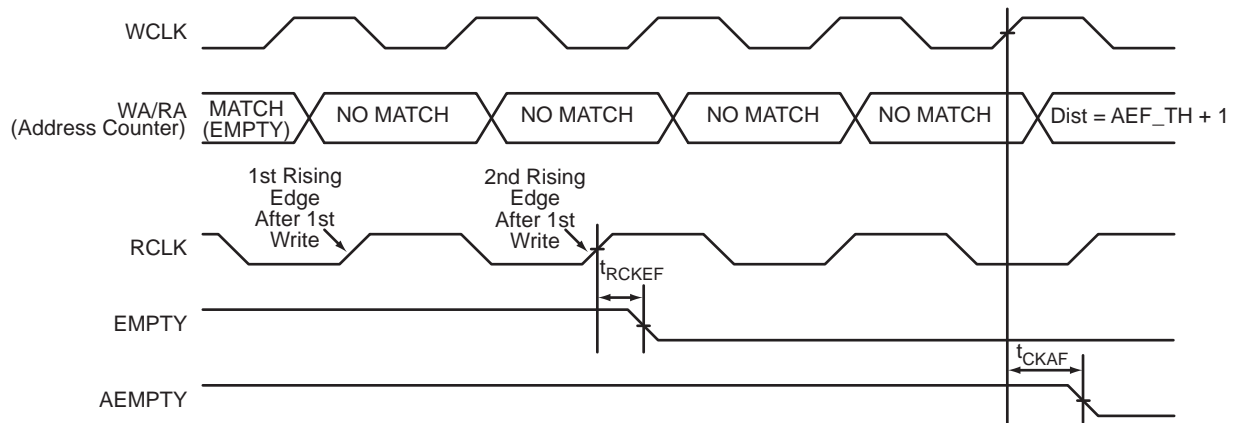 WCLK
WA/RA
(Address Counter)
MATCH
(EMPTY)
NO MATCH
NO MATCH
NO MATCH
NO MATCH
Dist = AEF_TH + 1
1st Rising
Edge
After 1st
Write
2nd Rising
Edge
After 1st
Write
RCLK
tRCKEF
EMPTY
tCKAF
AEMPTY